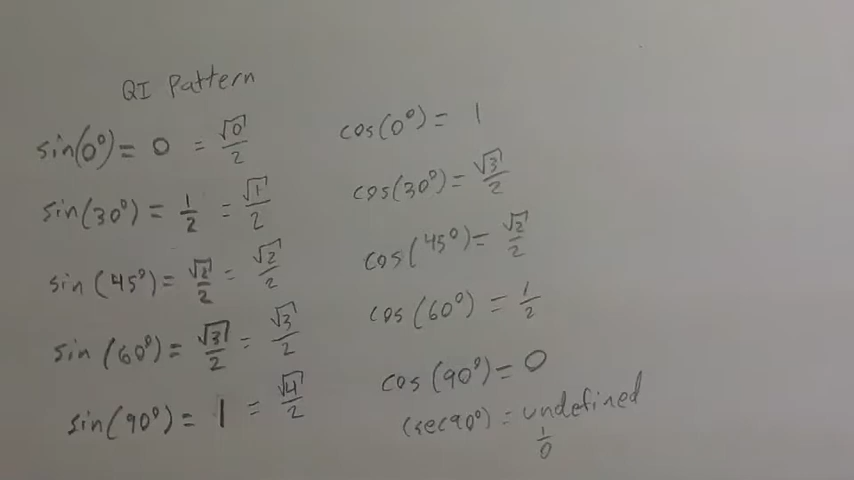 QI Pattern
sin(0°) = 0 = √0/2
sin(30°) = 1/2 = √1/2
sin(45°) = √2/2 = √2/2
sin(60°) = √3/2 = √3/2
sin(90°) = 1 = √4/2
cos(0°) = 1
cos(30°) = √3/2
cos(45°) = √2/2
cos(60°) = 1/2
cos(90°) = 0
(sec90°) = undefined
1/0